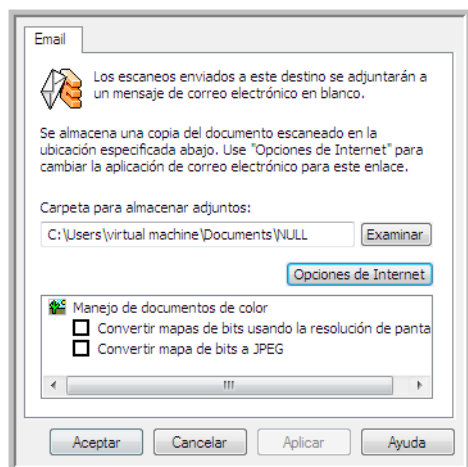 Email
Los escaneos enviados a este destino se adjuntarán a
un mensaje de correo electrónico en blanco.
Se almacena una copia del documento escaneado en la
ubicación especificada abajo. Use "Opciones de Internet" para
cambiar la aplicación de correo electrónico para este enlace.
Carpeta para almacenar adjuntos:
C:\Users\virtual machine\Documents\NULL Examinar
Opciones de Internet
Manejo de documentos de color
Convertir mapas de bits usando la resolución de panta
Convertir mapa de bits a JPEG
Aceptar Cancelar Aplicar Ayuda